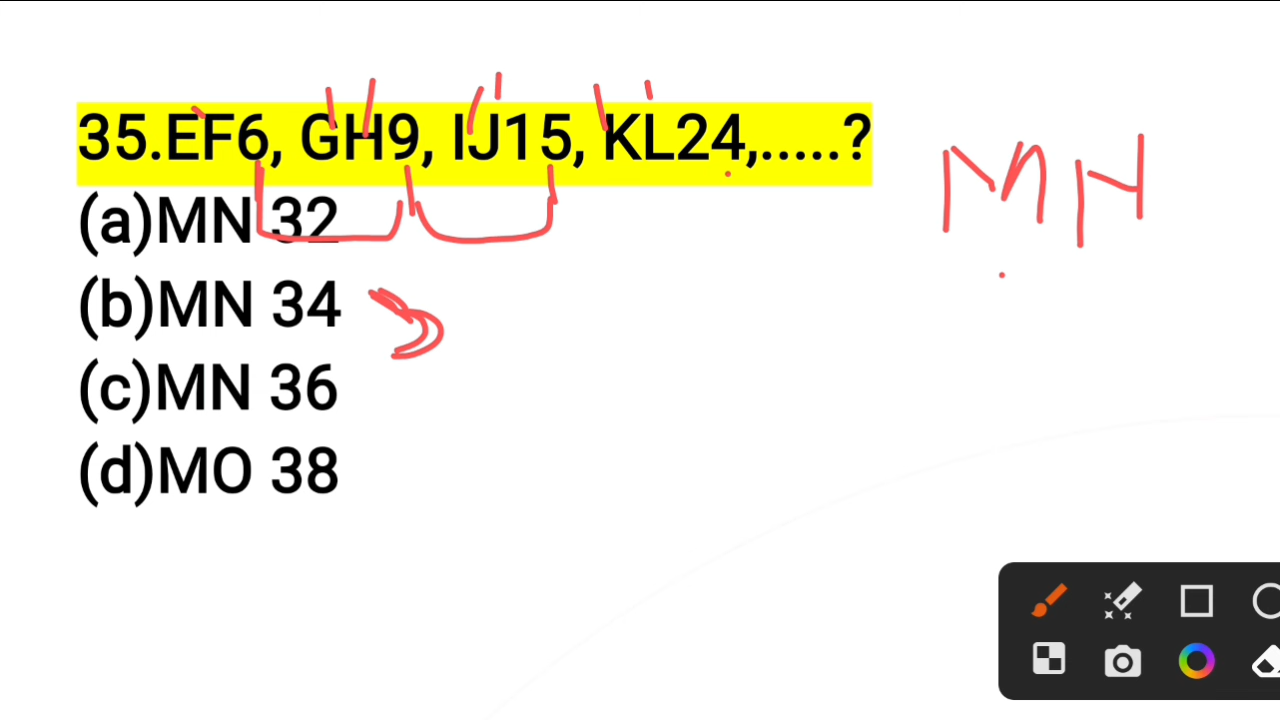 35.EF6, GH9, IJ15, KL24,.....?
MN
(a)MN 32
(b)MN 34
(c)MN 36
(d)MO 38